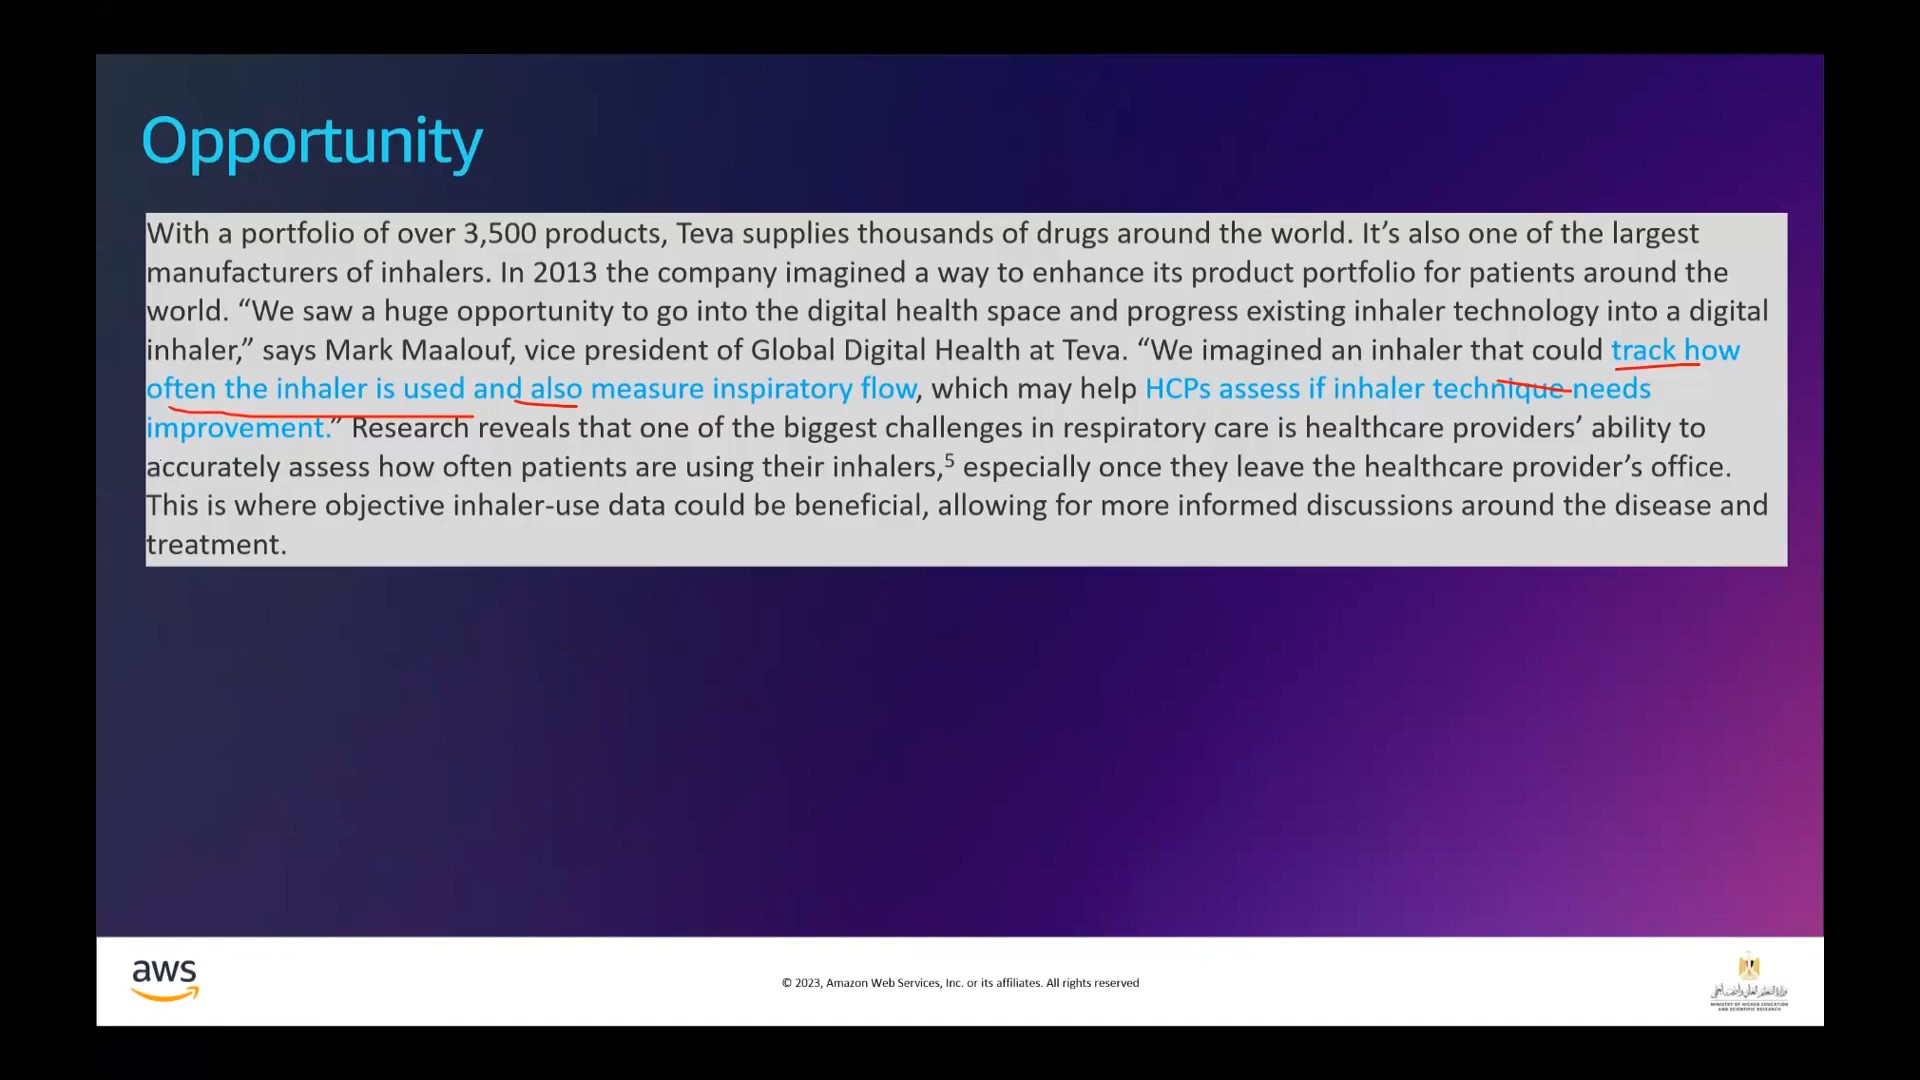 Opportunity
With a portfolio of over 3,500 products, Teva supplies thousands of drugs around the world. It’s also one of the largest
manufacturers of inhalers. In 2013 the company imagined a way to enhance its product portfolio for patients around the
world. “We saw a huge opportunity to go into the digital health space and progress existing inhaler technology into a digital
inhaler,” says Mark Maalouf, vice president of Global Digital Health at Teva. “We imagined an inhaler that could track how
often the inhaler is used and also measure inspiratory flow, which may help HCPs assess if inhaler technique needs
improvement.” Research reveals that one of the biggest challenges in respiratory care is healthcare providers’ ability to
accurately assess how often patients are using their inhalers,⁵ especially once they leave the healthcare provider’s office.
This is where objective inhaler-use data could be beneficial, allowing for more informed discussions around the disease and
treatment.
aws
© 2023, Amazon Web Services, Inc. or its affiliates. All rights reserved
MINISTRY OF HIGHER EDUCATION
AND SCIENTIFIC RESEARCH